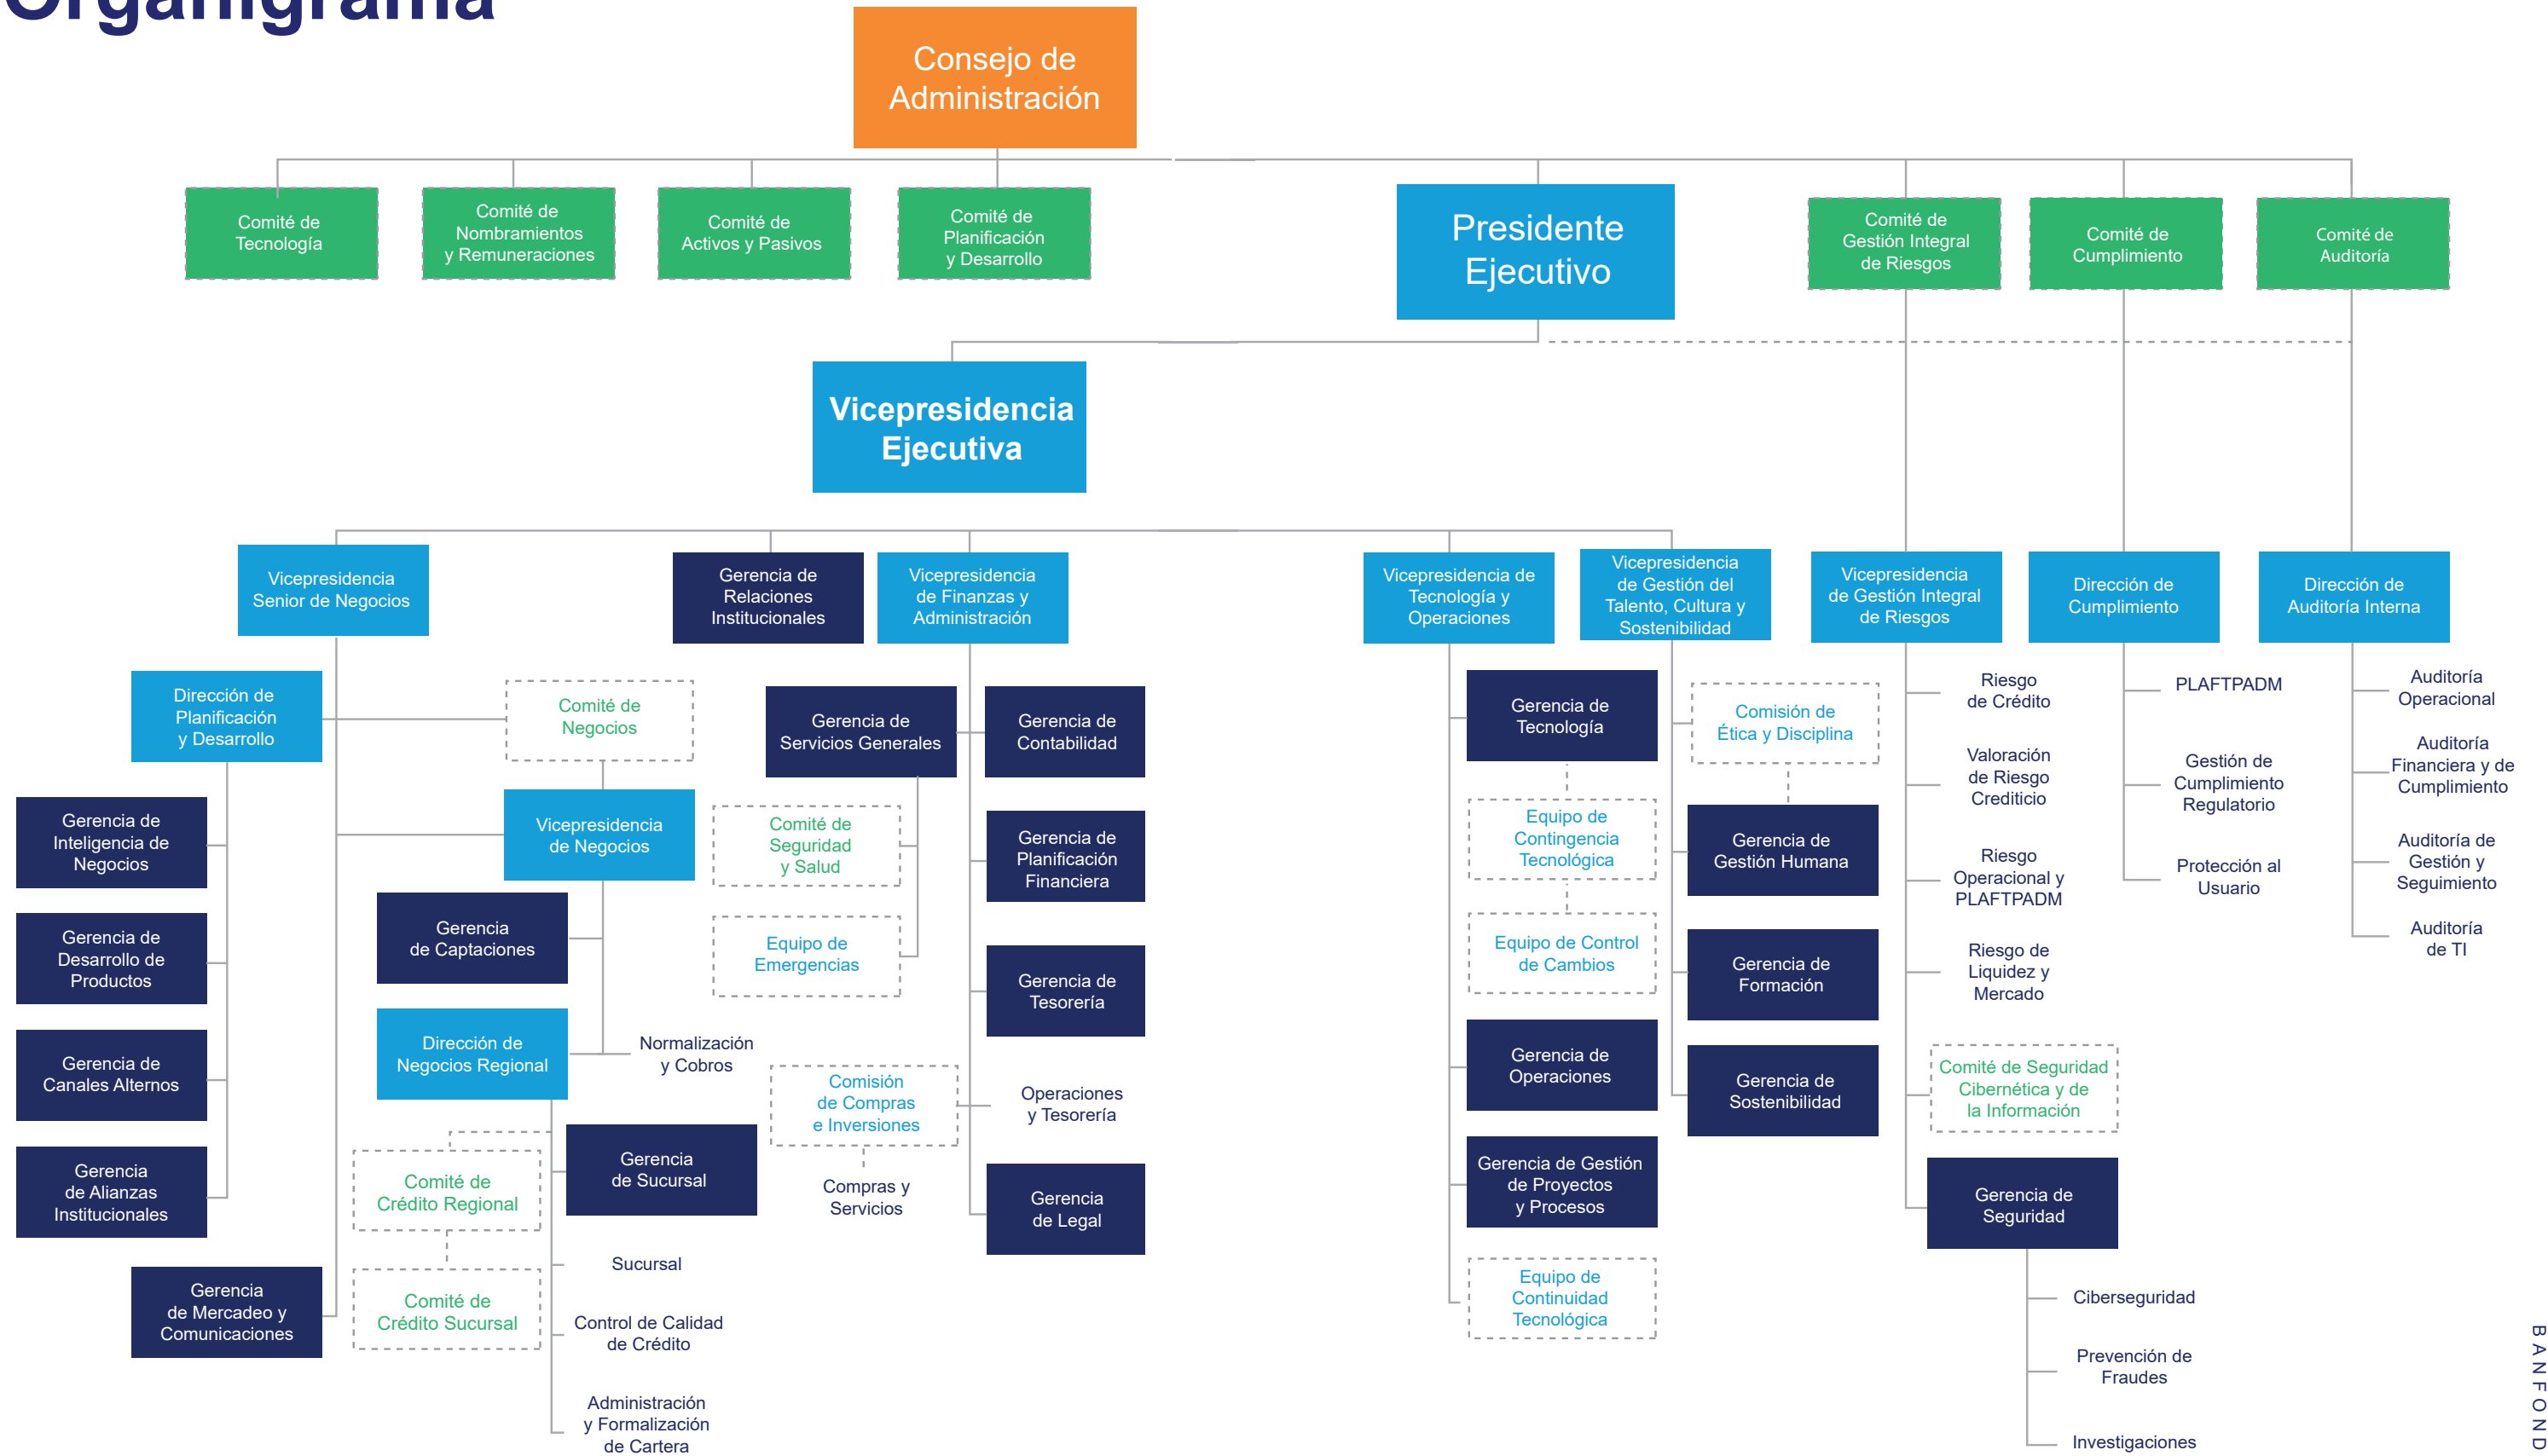 Organigrama
Consejo de
Administración
Comité de
Tecnología
Comité de
Nombramientos
y Remuneraciones
Comité de
Activos y Pasivos
Comité de
Planificación
y Desarrollo
Presidente
Ejecutivo
Comité de
Gestión Integral
de Riesgos
Comité de
Cumplimiento
Comité de
Auditoría
Vicepresidencia
Ejecutiva
Vicepresidencia
Senior de Negocios
Gerencia de
Relaciones
Institucionales
Vicepresidencia
de Finanzas y
Administración
Vicepresidencia de
Tecnología y
Operaciones
Vicepresidencia
de Gestión del
Talento, Cultura y
Sostenibilidad
Vicepresidencia
de Gestión Integral
de Riesgos
Dirección de
Cumplimiento
Dirección de
Auditoría Interna
Dirección de
Planificación
y Desarrollo
Gerencia de
Inteligencia de
Negocios
Gerencia de
Desarrollo de
Productos
Gerencia de
Canales Alternos
Gerencia
de Alianzas
Institucionales
Gerencia
de Mercadeo y
Comunicaciones
Comité de
Negocios
Vicepresidencia
de Negocios
Gerencia
de Captaciones
Dirección de
Negocios Regional
Normalización
y Cobros
Comité de
Crédito Regional
Comité de
Crédito Sucursal
Gerencia
de Sucursal
Sucursal
Control de Calidad
de Crédito
Administración
y Formalización
de Cartera
Gerencia de
Servicios Generales
Comité de
Seguridad
y Salud
Equipo de
Emergencias
Comisión
de Compras
e Inversiones
Compras y
Servicios
Gerencia de
Contabilidad
Gerencia de
Planificación
Financiera
Gerencia de
Tesorería
Operaciones
y Tesorería
Gerencia
de Legal
Gerencia de
Tecnología
Equipo de
Contingencia
Tecnológica
Equipo de Control
de Cambios
Gerencia de
Operaciones
Gerencia de Gestión
de Proyectos
y Procesos
Equipo de
Continuidad
Tecnológica
Comisión de
Ética y Disciplina
Gerencia de
Gestión Humana
Gerencia de
Formación
Gerencia de
Sostenibilidad
Riesgo
de Crédito
Valoración
de Riesgo
Crediticio
Riesgo
Operacional y
PLAFTPADM
Riesgo de
Liquidez y
Mercado
Comité de Seguridad
Cibernética y de
la Información
Gerencia de
Seguridad
Ciberseguridad
Prevención de
Fraudes
Investigaciones
PLAFTPADM
Gestión de
Cumplimiento
Regulatorio
Protección al
Usuario
Auditoría
Operacional
Auditoría
Financiera y de
Cumplimiento
Auditoría de
Gestión y
Seguimiento
Auditoría
de TI
BANFOND